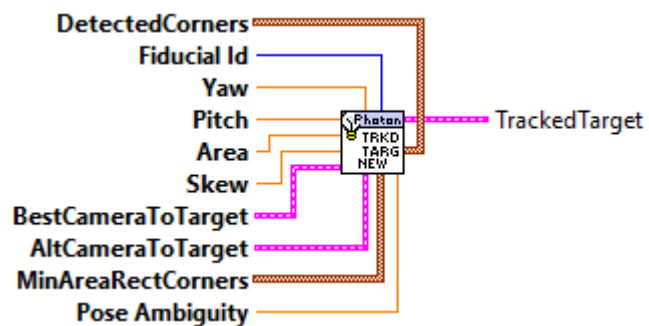 DetectedCorners
Fiducial Id
Yaw
Pitch
Area
Skew
BestCameraToTarget
AltCameraToTarget
MinAreaRectCorners
Pose Ambiguity
Photon
TRKD
TARG
NEW
TrackedTarget